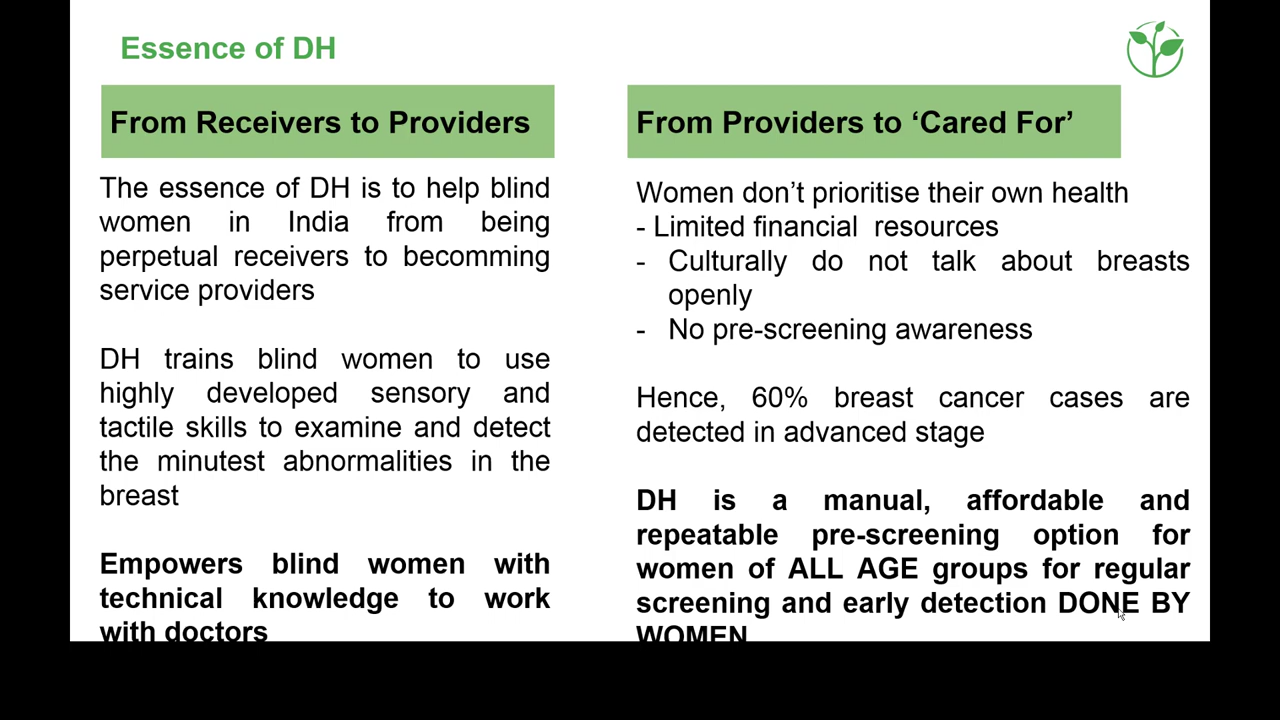 Essence of DH
From Receivers to Providers
The essence of DH is to help blind
women in India from being
perpetual receivers to becomming
service providers
DH trains blind women to use
highly developed sensory and
tactile skills to examine and detect
the minutest abnormalities in the
breast
Empowers blind women with
technical knowledge to work
with doctors
From Providers to ‘Cared For’
Women don’t prioritise their own health
- Limited financial resources
- Culturally do not talk about breasts
openly
- No pre-screening awareness
Hence, 60% breast cancer cases are
detected in advanced stage
DH is a manual, affordable and
repeatable pre-screening option for
women of ALL AGE groups for regular
screening and early detection DONE BY
WOMEN